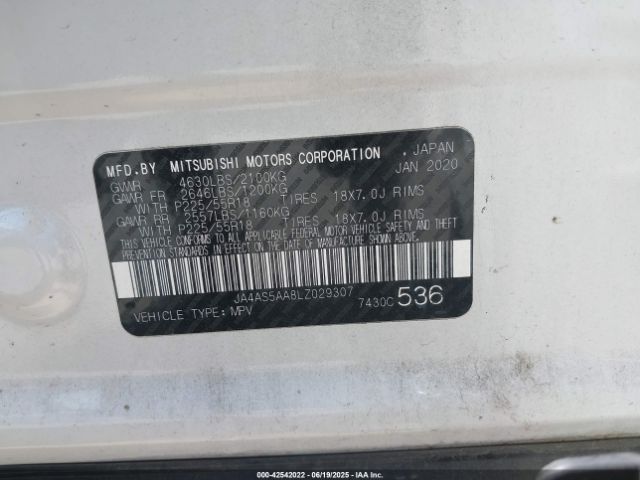 MFD.BY MITSUBISHI MOTORS CORPORATION . JAPAN
JAN 2020
GVWR 4630LBS/2100KG
GAWR FR 2646LBS/1200KG
WITH P225/55R18 TIRES 18X7.0J RIMS
GAWR RR 2557LBS/1160KG
WITH P225/55R18 TIRES 18X7.0J RIMS
THIS VEHICLE CONFORMS TO ALL APPLICABLE FEDERAL MOTOR VEHICLE SAFETY AND THEFT
PREVENTION STANDARDS IN EFFECT ON THE DATE OF MANUFACTURE SHOWN ABOVE.
JA4AS5AA8LZ029307
7430C 536
VEHICLE TYPE: MPV
000-42542022 - 06/19/2025 - IAAI.COM